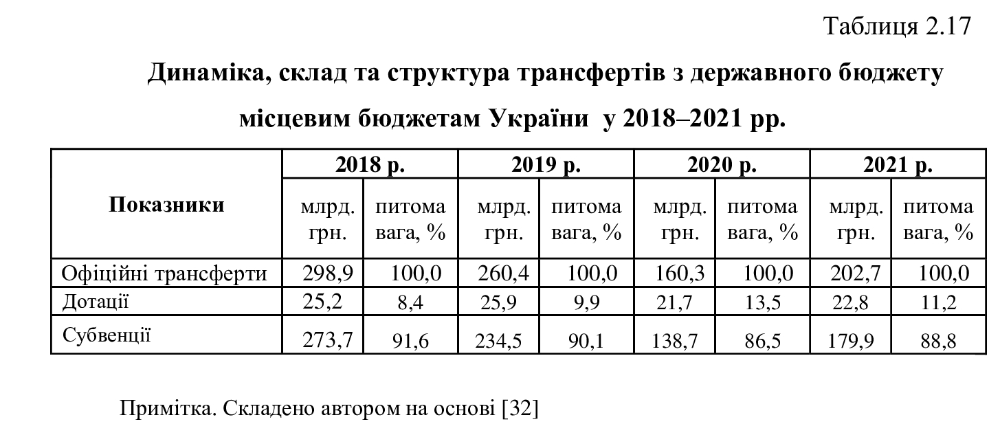 Таблиця 2.17
Динаміка, склад та структура трансфертів з державного бюджету
місцевим бюджетам України у 2018–2021 рр.
Показники 2018 р. 2019 р. 2020 р. 2021 р.
млрд. грн. питома вага, % млрд. грн. питома вага, % млрд. грн. питома вага, % млрд. грн. питома вага, %
Офіційні трансферти 298,9 100,0 260,4 100,0 160,3 100,0 202,7 100,0
Дотації 25,2 8,4 25,9 9,9 21,7 13,5 22,8 11,2
Субвенції 273,7 91,6 234,5 90,1 138,7 86,5 179,9 88,8
Примітка. Складено автором на основі [32]